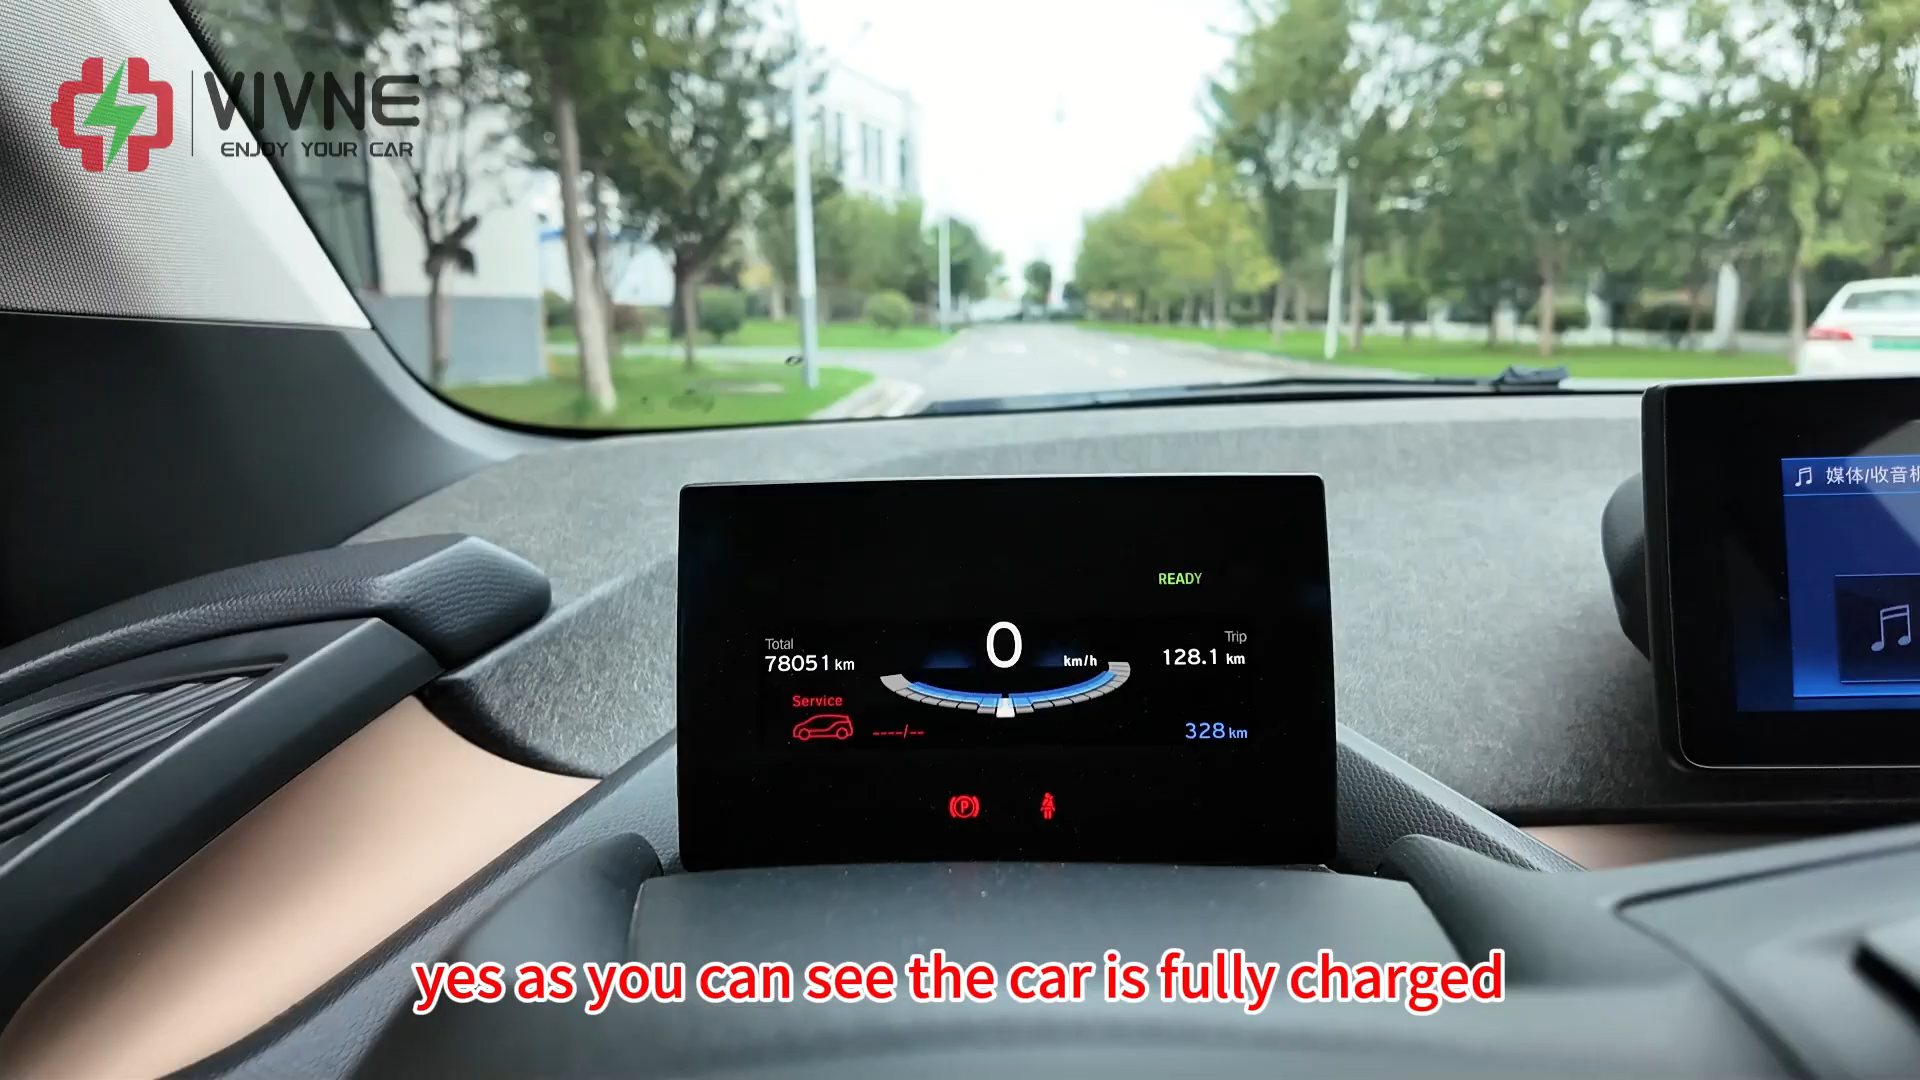 VIVNE
ENJOY YOUR CAR
媒体/收音机
READY
Total
78051 km
0
km/h
Trip
128.1 km
Service
----/--
328 km
P
yes as you can see the car is fully charged